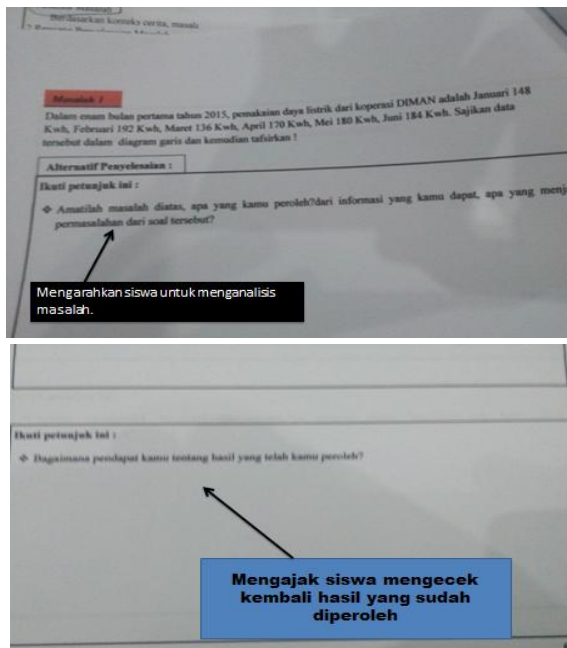 Berdasarkan konteks cerita, masalah
Masalah 1
Dalam enam bulan pertama tahun 2015, pemakaian daya listrik dari koperasi DIMAN adalah Januari 148
Kwh, Februari 192 Kwh, Maret 136 Kwh, April 170 Kwh, Mei 180 Kwh, Juni 184 Kwh. Sajikan data
tersebut dalam diagram garis dan kemudian tafsirkan !
Alternatif Penyelesaian :
Ikuti petunjuk ini :
❖ Amatilah masalah diatas, apa yang kamu peroleh?dari informasi yang kamu dapat, apa yang menj
permasalahan dari soal tersebut?
Mengarahkan siswa untuk menganalisis
masalah.
Ikuti petunjuk ini :
❖ Bagaimana pendapat kamu tentang hasil yang telah kamu peroleh?
Mengajak siswa mengecek
kembali hasil yang sudah
diperoleh